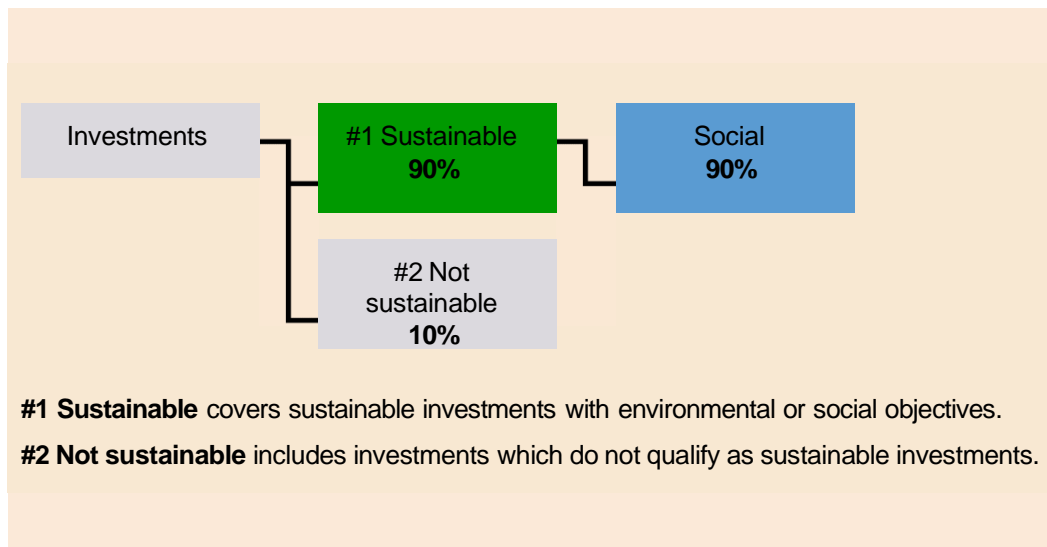 Investments
#1 Sustainable
90%
Social
90%
#2 Not
sustainable
10%
#1 Sustainable covers sustainable investments with environmental or social objectives.
#2 Not sustainable includes investments which do not qualify as sustainable investments.